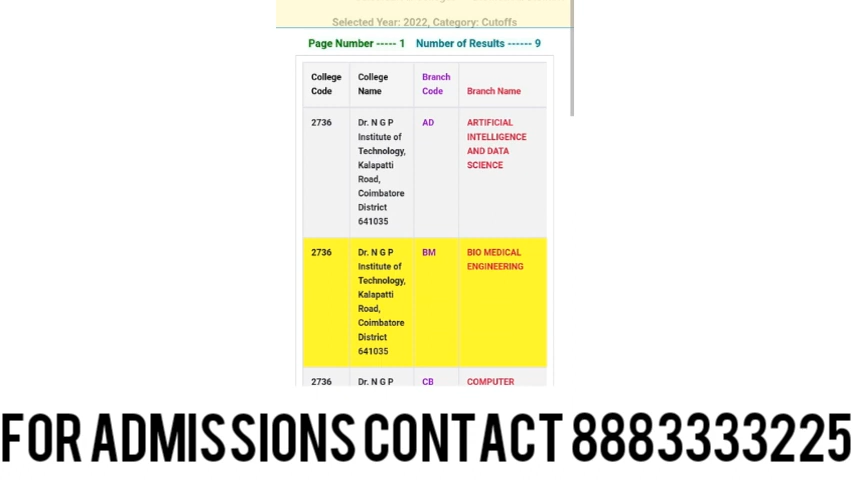 Selected Year: 2022, Category: Cutoffs
Page Number ----- 1 Number of Results ------ 9
College Code College Name Branch Code Branch Name
2736 Dr. N G P Institute of Technology, Kalapatti Road, Coimbatore District 641035 AD ARTIFICIAL INTELLIGENCE AND DATA SCIENCE
2736 Dr. N G P Institute of Technology, Kalapatti Road, Coimbatore District 641035 BM BIO MEDICAL ENGINEERING
2736 Dr. N G P CB COMPUTER
FOR ADMISSIONS CONTACT 8883333225